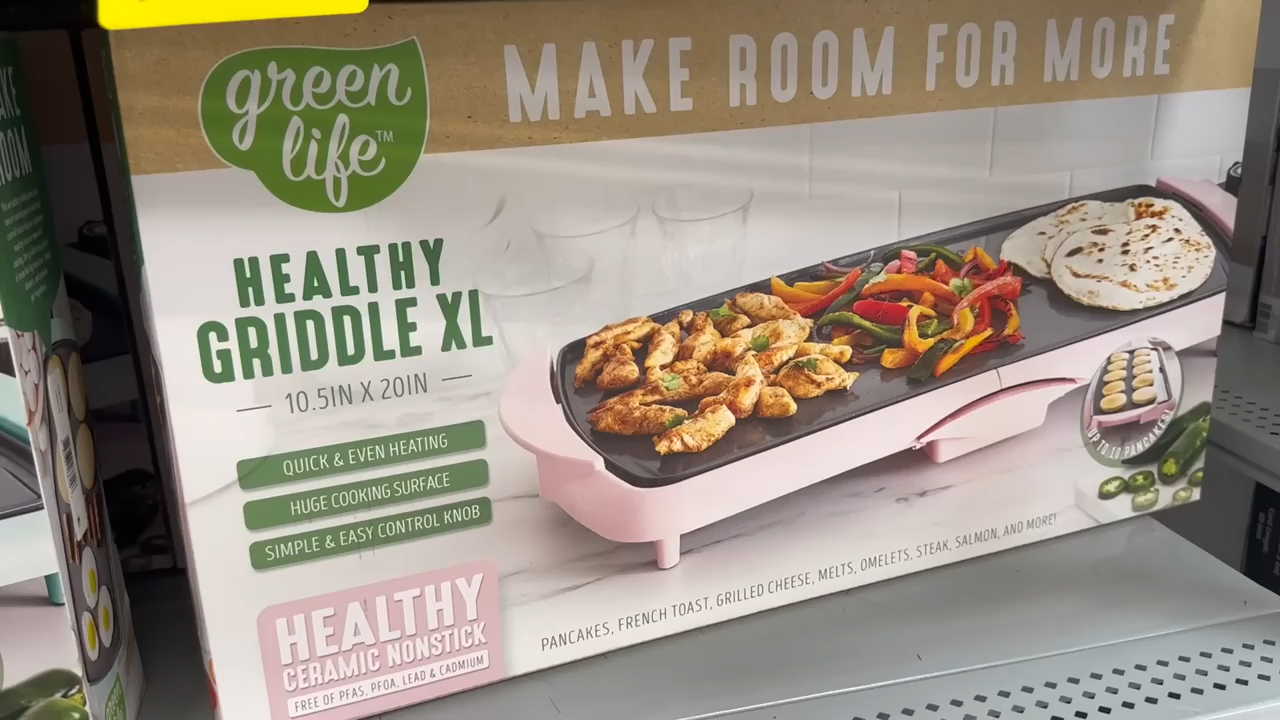 MAKE ROOM FOR MORE
green
life™
HEALTHY
GRIDDLE XL
10.5IN X 20IN
QUICK & EVEN HEATING
HUGE COOKING SURFACE
SIMPLE & EASY CONTROL KNOB
HEALTHY
CERAMIC NONSTICK
FREE OF PFAS, PFOA, LEAD & CADMIUM
UP TO 10 PANCAKES
PANCAKES, FRENCH TOAST, GRILLED CHEESE, MELTS, OMELETS, STEAK, SALMON, AND MORE!